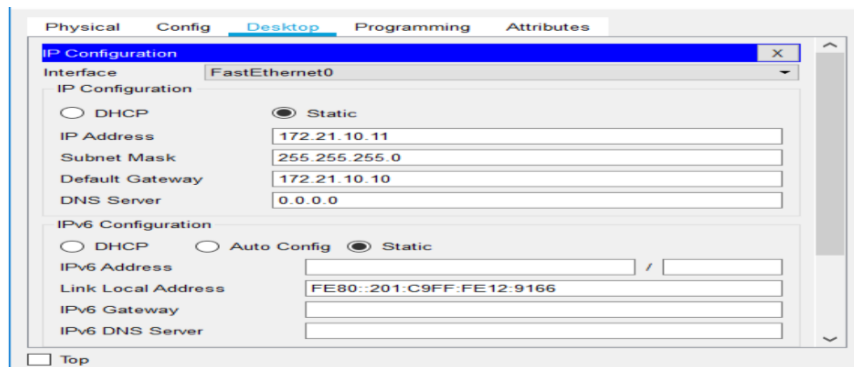 Physical Config Desktop Programming Attributes
IP Configuration X
Interface FastEthernet0
IP Configuration
DHCP Static
IP Address 172.21.10.11
Subnet Mask 255.255.255.0
Default Gateway 172.21.10.10
DNS Server 0.0.0.0
IPv6 Configuration
DHCP Auto Config Static
IPv6 Address /
Link Local Address FE80::201:C9FF:FE12:9166
IPv6 Gateway
IPv6 DNS Server
Top